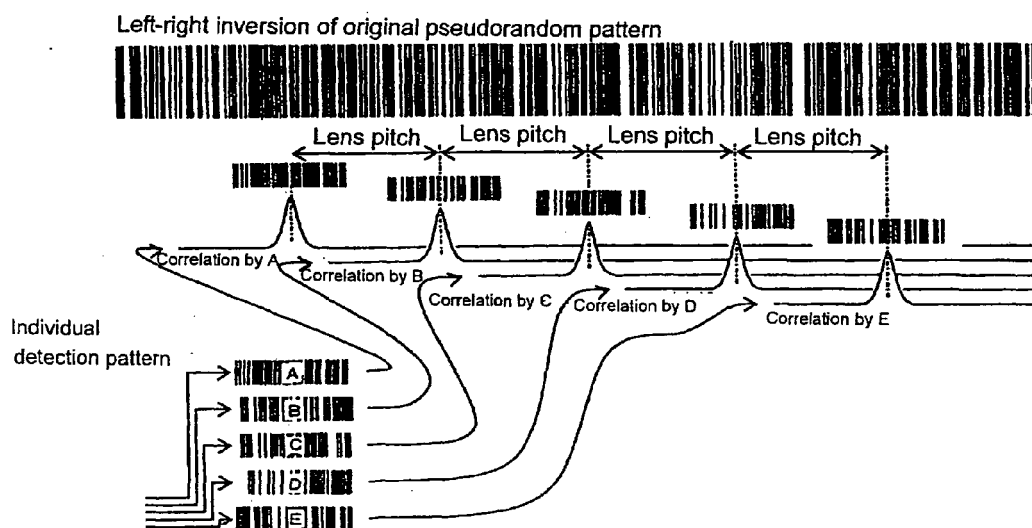 Left-right inversion of original pseudorandom pattern
Lens pitch Lens pitch Lens pitch Lens pitch
Correlation by A
Correlation by B
Correlation by C
Correlation by D
Correlation by E
Individual
detection pattern
A
B
C
D
E